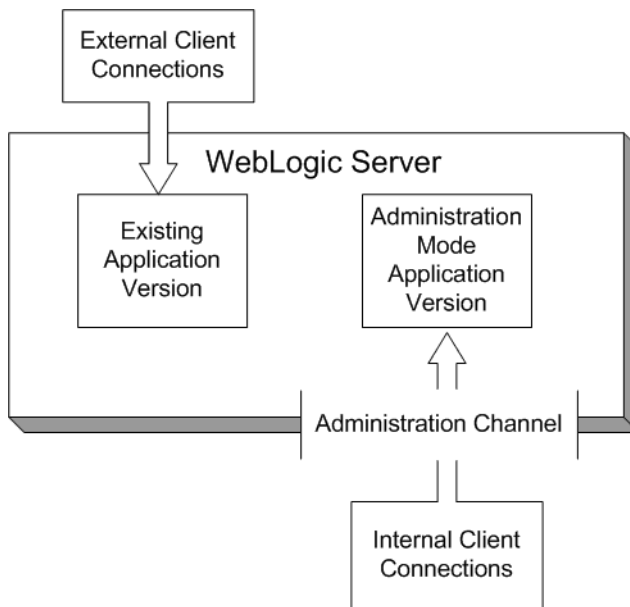 External Client
Connections
WebLogic Server
Existing
Application
Version
Administration
Mode
Application
Version
Administration Channel
Internal Client
Connections